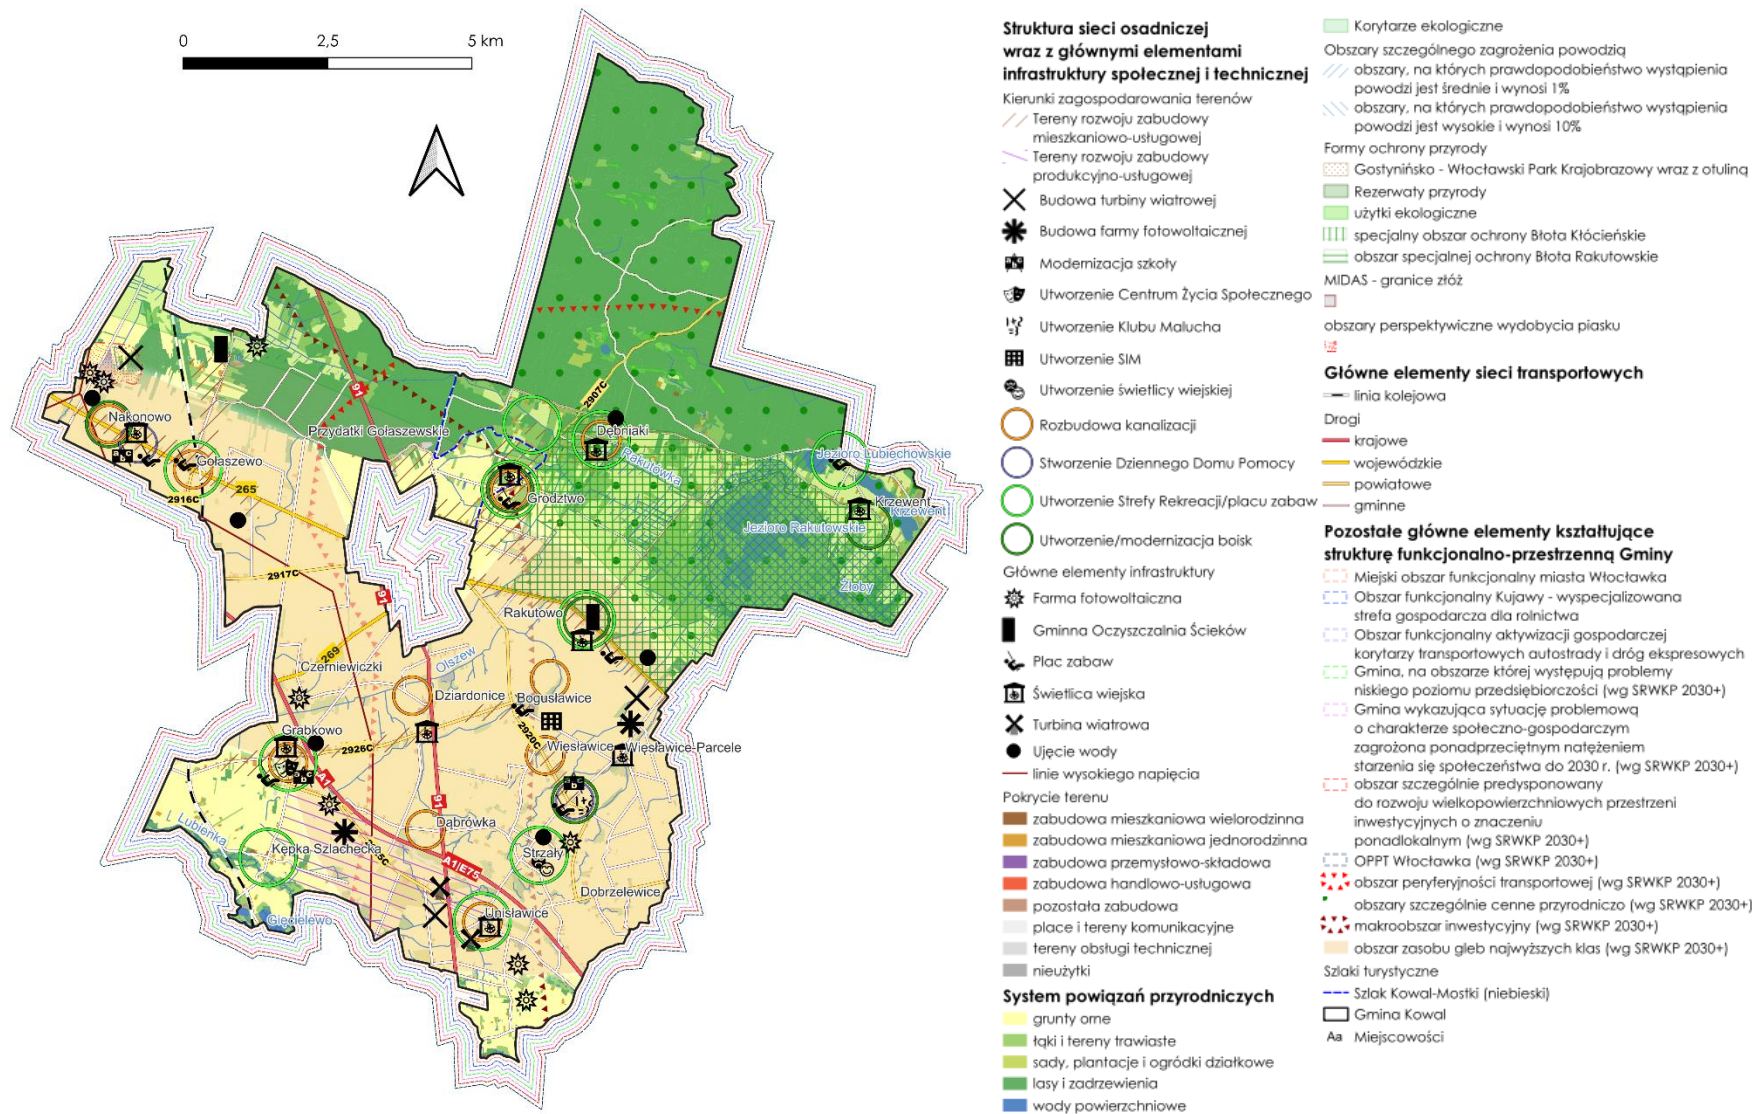 0 2,5 5 km
Nakonowo
Gołaszewo
2916C
265
Przydatki Gołaszewskie
91
2907C
Dębniaki
Rakutówka
Grodztwo
Jezioro Lubiechowskie
Krzewent
Krzewent
Jezioro Rakutowskie
Żłoby
2917C
91
269
Rakutowo
Czerniewiczki
Olszew
Dziardonice
Bogusławice
Grabkowo
2926C
2920C
Więsławice
Więsławice-Parcele
A1
91
Dąbrówka
Lubieńka
Kępka Szlachecka
A1|E75
Strzały
Dobrzelewice
Unisławice
Struktura sieci osadniczej
wraz z głównymi elementami
infrastruktury społecznej i technicznej
Kierunki zagospodarowania terenów
Tereny rozwoju zabudowy
mieszkaniowo-usługowej
Tereny rozwoju zabudowy
produkcyjno-usługowej
Budowa turbiny wiatrowej
Budowa farmy fotowoltaicznej
Modernizacja szkoły
Utworzenie Centrum Życia Społecznego
Utworzenie Klubu Malucha
Utworzenie SIM
Utworzenie świetlicy wiejskiej
Rozbudowa kanalizacji
Stworzenie Dziennego Domu Pomocy
Utworzenie Strefy Rekreacji/placu zabaw
Utworzenie/modernizacja boisk
Główne elementy infrastruktury
Farma fotowoltaiczna
Gminna Oczyszczalnia Ścieków
Plac zabaw
Świetlica wiejska
Turbina wiatrowa
Ujęcie wody
linie wysokiego napięcia
Pokrycie terenu
zabudowa mieszkaniowa wielorodzinna
zabudowa mieszkaniowa jednorodzinna
zabudowa przemysłowo-składowa
zabudowa handlowo-usługowa
pozostała zabudowa
place i tereny komunikacyjne
tereny obsługi technicznej
nieużytki
System powiązań przyrodniczych
grunty orne
łąki i tereny trawiaste
sady, plantacje i ogródki działkowe
lasy i zadrzewienia
wody powierzchniowe
Korytarze ekologiczne
Obszary szczególnego zagrożenia powodzią
obszary, na których prawdopodobieństwo wystąpienia
powodzi jest średnie i wynosi 1%
obszary, na których prawdopodobieństwo wystąpienia
powodzi jest wysokie i wynosi 10%
Formy ochrony przyrody
Gostynińsko - Włocławski Park Krajobrazowy wraz z otuliną
Rezerwaty przyrody
użytki ekologiczne
specjalny obszar ochrony Błota Kłócieńskie
obszar specjalnej ochrony Błota Rakutowskie
MIDAS - granice złóż
obszary perspektywiczne wydobycia piasku
Główne elementy sieci transportowych
linia kolejowa
Drogi
krajowe
wojewódzkie
powiatowe
gminne
Pozostałe główne elementy kształtujące
strukturę funkcjonalno-przestrzenną Gminy
Miejski obszar funkcjonalny miasta Włocławka
Obszar funkcjonalny Kujawy - wyspecjalizowana
strefa gospodarcza dla rolnictwa
Obszar funkcjonalny aktywizacji gospodarczej
korytarzy transportowych autostrady i dróg ekspresowych
Gmina, na obszarze której występują problemy
niskiego poziomu przedsiębiorczości (wg SRWKP 2030+)
Gmina wykazująca sytuację problemową
o charakterze społeczno-gospodarczym
zagrożona ponadprzeciętnym natężeniem
starzenia się społeczeństwa do 2030 r. (wg SRWKP 2030+)
obszar szczególnie predysponowany
do rozwoju wielkopowierzchniowych przestrzeni
inwestycyjnych o znaczeniu
ponadlokalnym (wg SRWKP 2030+)
OPPT Włocławka (wg SRWKP 2030+)
obszar peryferyjności transportowej (wg SRWKP 2030+)
obszary szczególnie cenne przyrodniczo (wg SRWKP 2030+)
makroobszar inwestycyjny (wg SRWKP 2030+)
obszar zasobu gleb najwyższych klas (wg SRWKP 2030+)
Szlaki turystyczne
Szlak Kowal-Mostki (niebieski)
Gmina Kowal
Aa Miejscowości